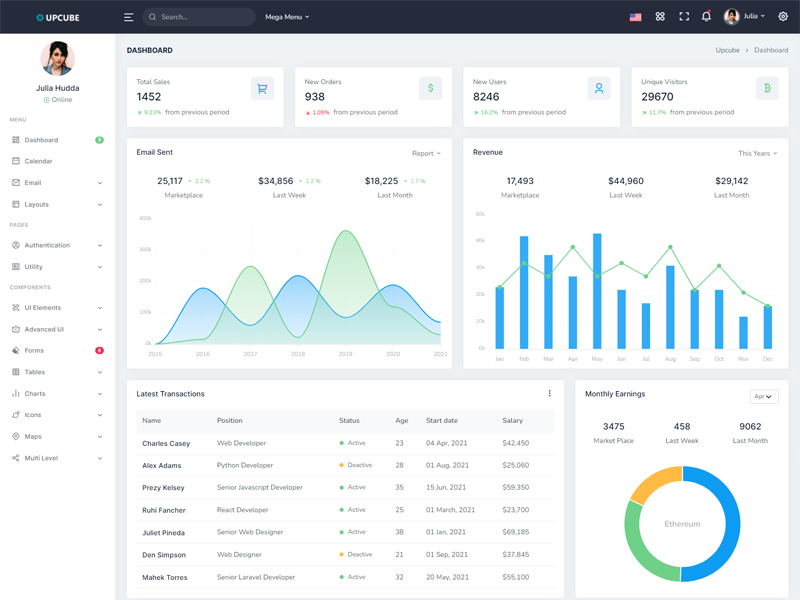 UPCUBE
Search...
Mega Menu
Julia
Julia Hudda
Online
MENU
Dashboard 3
Calendar
Email
Layouts
PAGES
Authentication
Utility
COMPONENTS
UI Elements
Advanced UI
Forms 8
Tables
Charts
Icons
Maps
Multi Level
DASHBOARD
Upcube > Dashboard
Total Sales
1452
9.23% from previous period
New Orders
938
$
1.09% from previous period
New Users
8246
16.2% from previous period
Unique Visitors
29670
11.7% from previous period
Email Sent
Report
25,117 2.2 %
Marketplace
$34,856 1.2 %
Last Week
$18,225 1.7 %
Last Month
400k
300k
200k
100k
0k
2015 2016 2017 2018 2019 2020 2021
Revenue
This Years
17,493
Marketplace
$44,960
Last Week
$29,142
Last Month
50k
40k
30k
20k
10k
0k
Jan Feb Mar Apr May Jun Jul Aug Sep Oct Nov Dec
Latest Transactions
Name Position Status Age Start date Salary
Charles Casey Web Developer Active 23 04 Apr, 2021 $42,450
Alex Adams Python Developer Deactive 28 01 Aug, 2021 $25,060
Prezy Kelsey Senior Javascript Developer Active 35 15 Jun, 2021 $59,350
Ruhi Fancher React Developer Active 25 01 March, 2021 $23,700
Juliet Pineda Senior Web Designer Active 38 01 Jan, 2021 $69,185
Den Simpson Web Designer Deactive 21 01 Sep, 2021 $37,845
Mahek Torres Senior Laravel Developer Active 32 20 May, 2021 $55,100
Monthly Earnings
Apr
3475
Market Place
458
Last Week
9062
Last Month
Ethereum